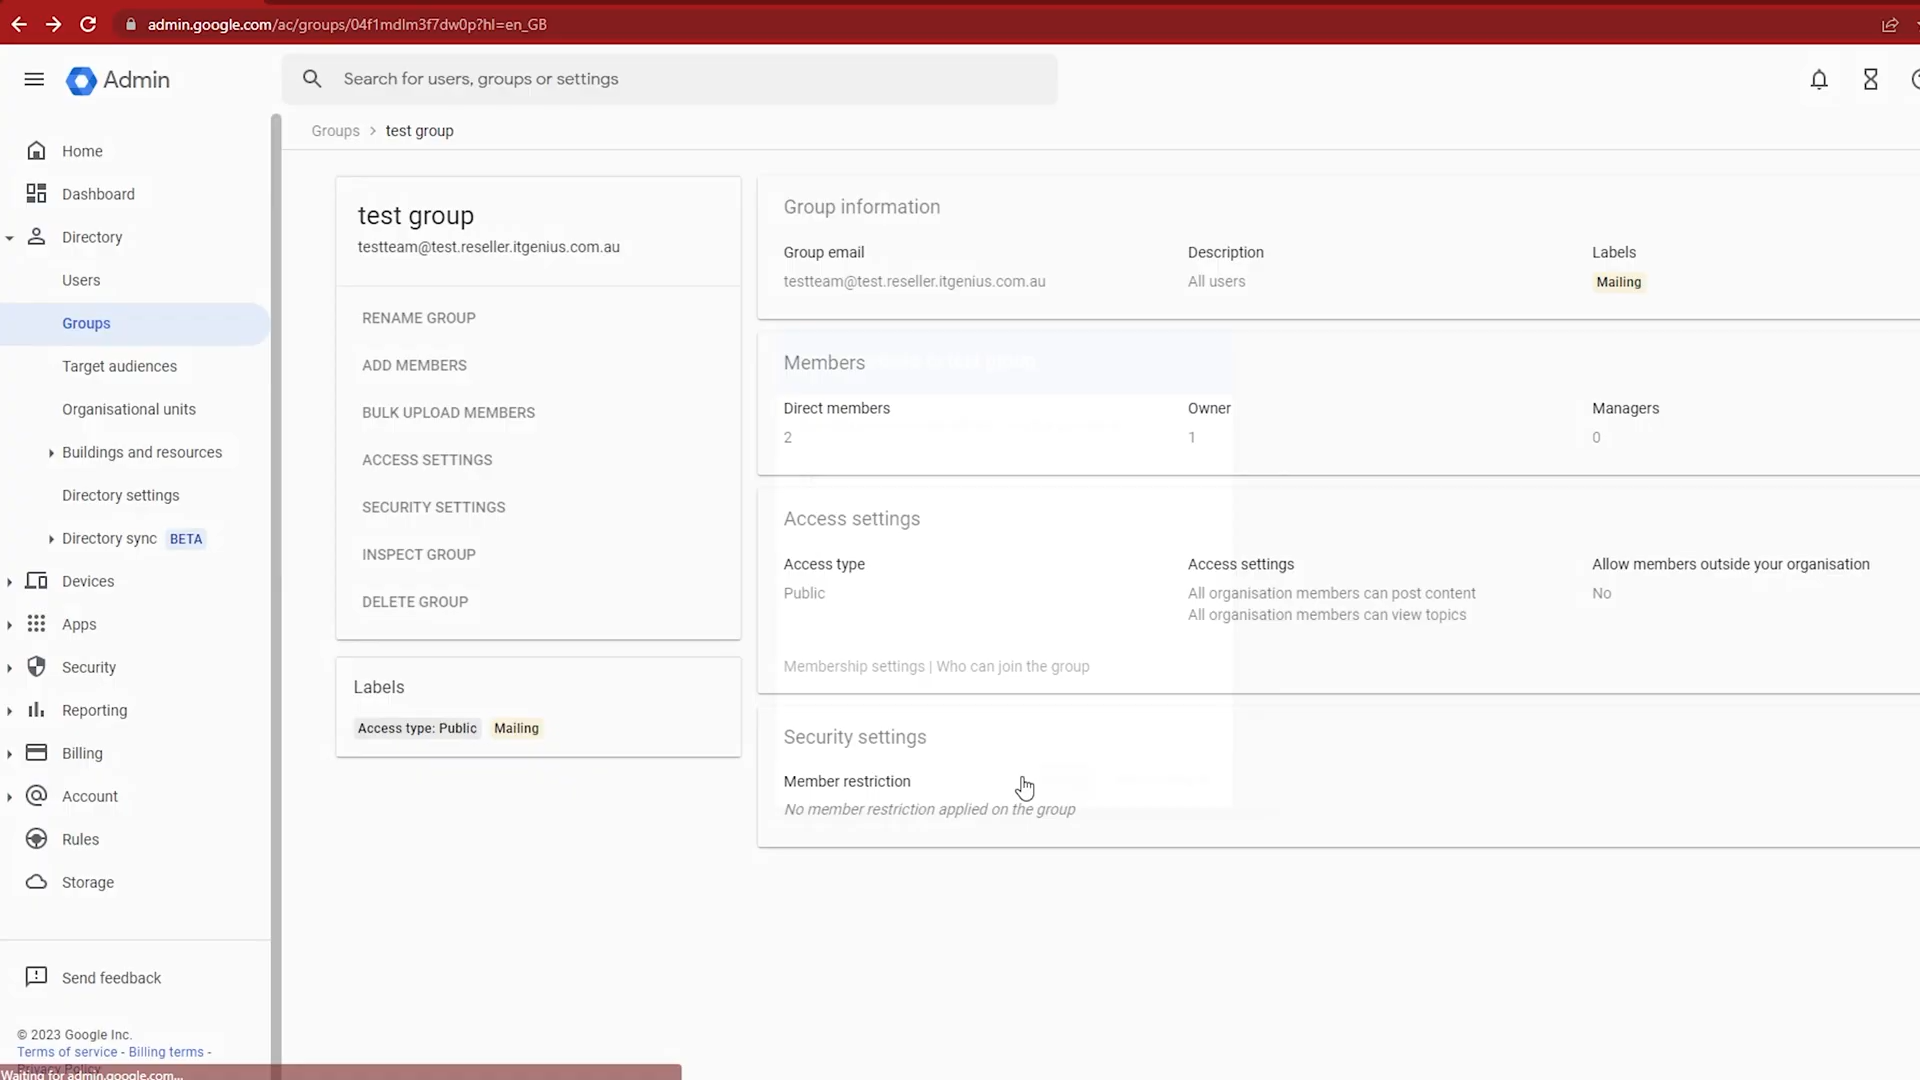 admin.google.com/ac/groups/04f1mdlm3f7dw0p?hl=en_GB
Admin
Search for users, groups or settings
Groups > test group
Home
Dashboard
Directory
Users
Groups
Target audiences
Organisational units
Buildings and resources
Directory settings
Directory sync BETA
Devices
Apps
Security
Reporting
Billing
Account
Rules
Storage
Send feedback
© 2023 Google Inc.
Terms of service - Billing terms -
Privacy Policy
Waiting for admin.google.com...
test group
testteam@test.reseller.itgenius.com.au
RENAME GROUP
ADD MEMBERS
BULK UPLOAD MEMBERS
ACCESS SETTINGS
SECURITY SETTINGS
INSPECT GROUP
DELETE GROUP
Labels
Access type: Public Mailing
Group information
Group email Description Labels
testteam@test.reseller.itgenius.com.au All users Mailing
Members
Direct members Owner Managers
2 1 0
Access settings
Access type Access settings Allow members outside your organisation
Public All organisation members can post content No
All organisation members can view topics
Membership settings | Who can join the group
Security settings
Member restriction
No member restriction applied on the group